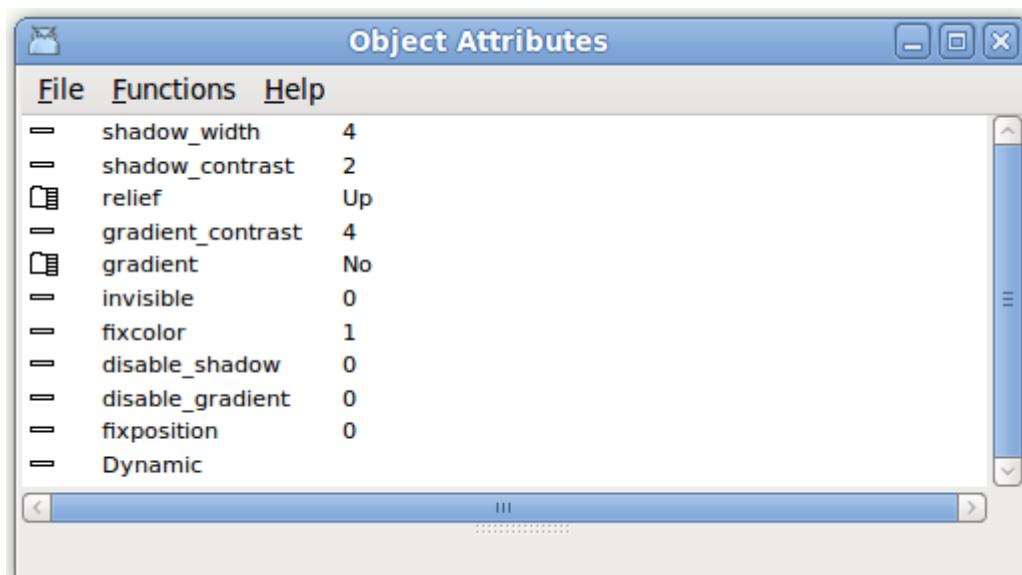 Object Attributes
File Functions Help
shadow_width 4
shadow_contrast 2
relief Up
gradient_contrast 4
gradient No
invisible 0
fixcolor 1
disable_shadow 0
disable_gradient 0
fixposition 0
Dynamic